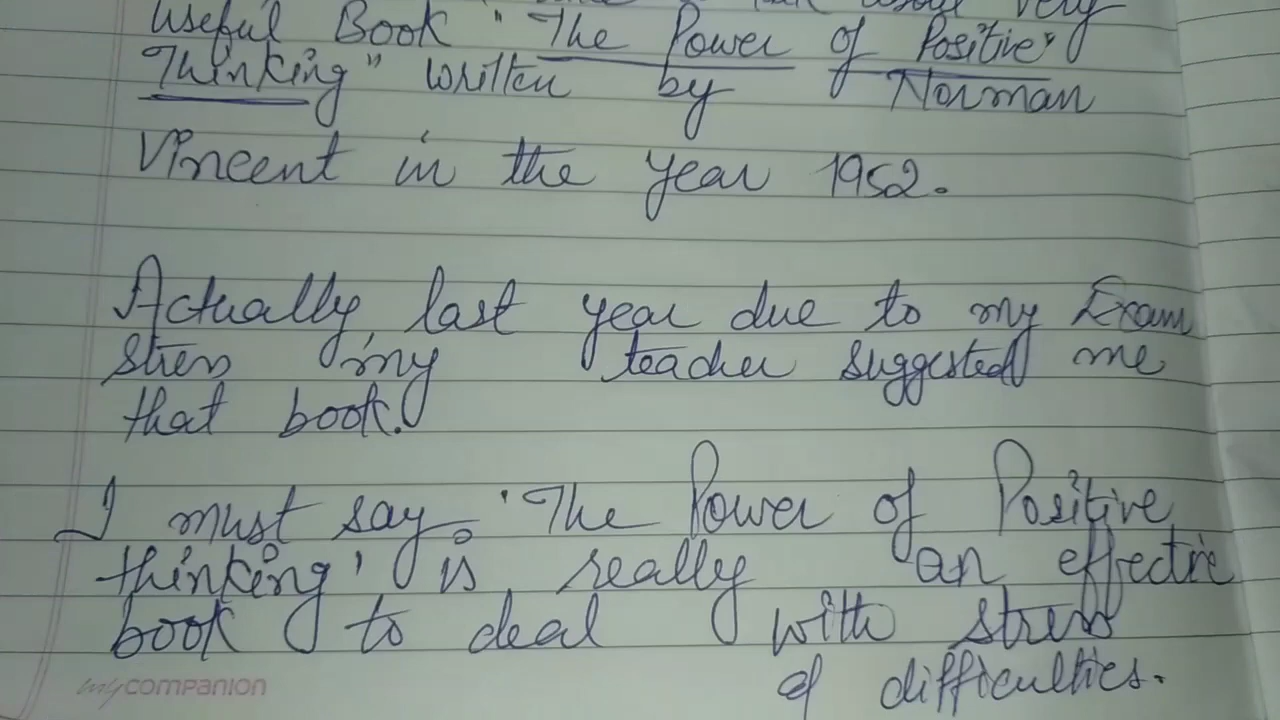 very
useful Book "The Power of Positive
Thinking" written by Norman
Vincent in the year 1952.
Actually, last year due to my Exam
stress my teacher suggested me
that book.
I must say, 'The Power of Positive
thinking' is really an effective
book to deal with stress
of difficulties.
mycompanion